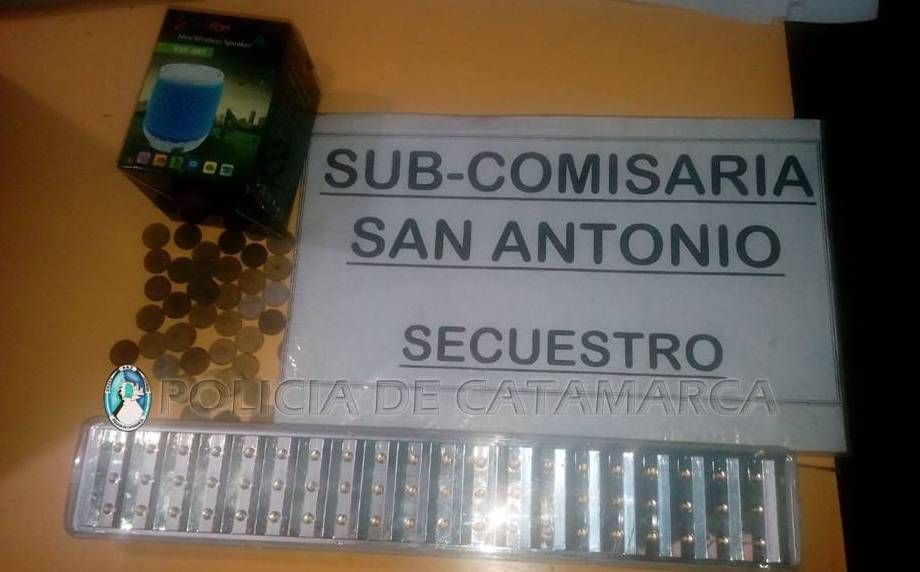 Mini Wireless Speaker
SUB-COMISARIA
SAN ANTONIO
SECUESTRO
POLICIA DE CATAMARCA